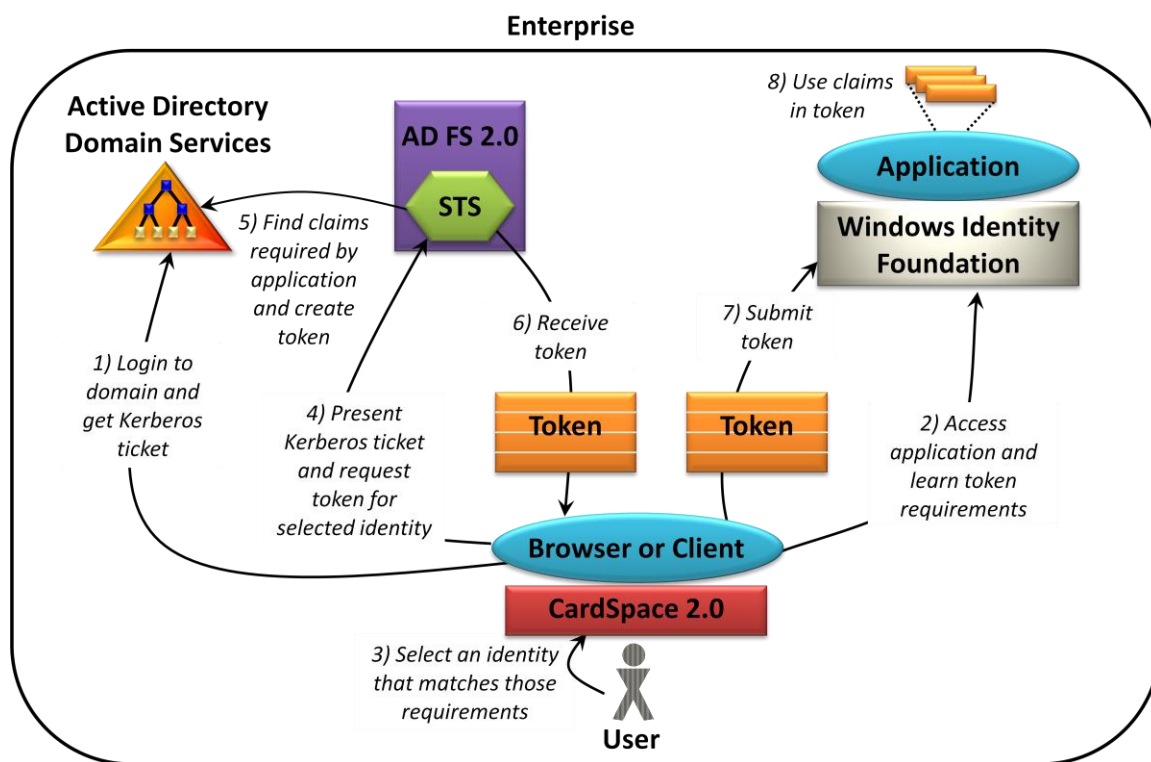 Enterprise
Active Directory
Domain Services
AD FS 2.0
STS
8) Use claims
in token
Application
Windows Identity
Foundation
5) Find claims
required by
application
and create
token
6) Receive
token
7) Submit
token
1) Login to
domain and
get Kerberos
ticket
4) Present
Kerberos ticket
and request
token for
selected identity
Token
Token
2) Access
application and
learn token
requirements
Browser or Client
CardSpace 2.0
3) Select an identity
that matches those
requirements
User